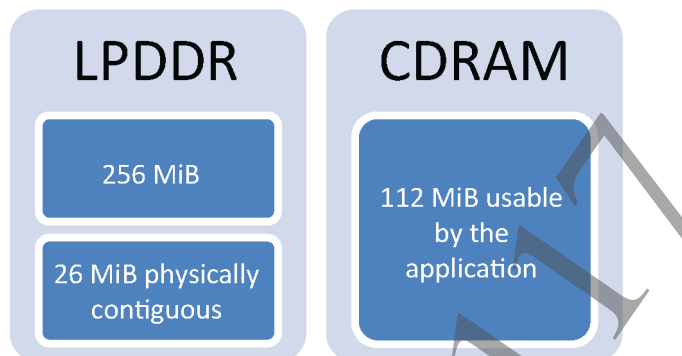 LPDDR
256 MiB
26 MiB physically
contiguous
CDRAM
112 MiB usable
by the
application